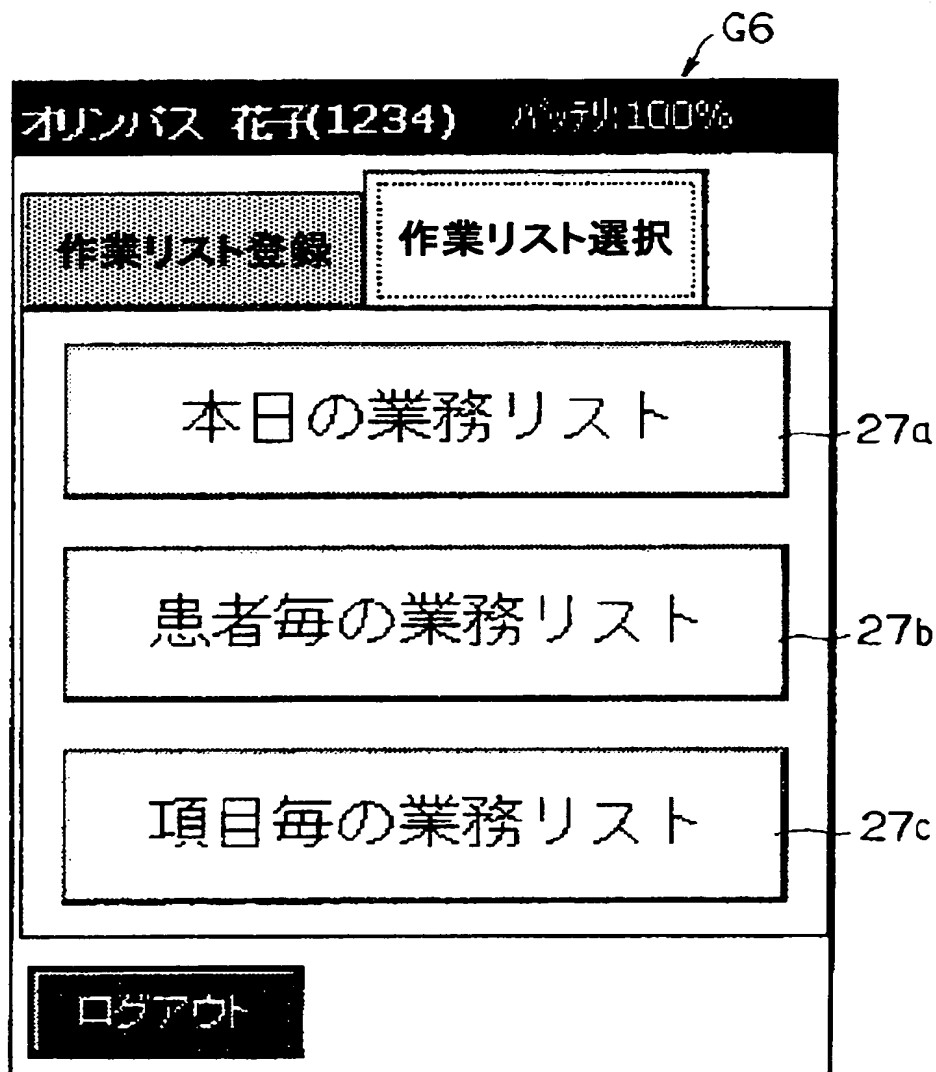 G6
オリンパス 花子(1234) バッテリ:100%
作業リスト登録 作業リスト選択
本日の業務リスト 27a
患者毎の業務リスト 27b
項目毎の業務リスト 27c
ログアウト